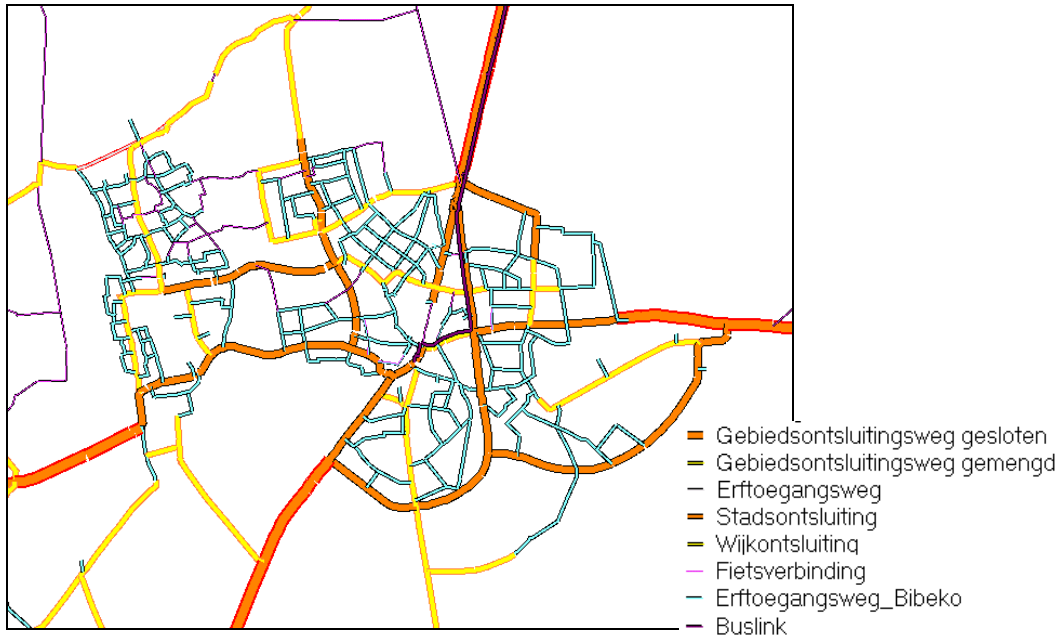 Gebiedsontsluitingsweg gesloten
Gebiedsontsluitingsweg gemengd
Erftoegangsweg
Stadsontsluiting
Wijkontsluiting
Fietsverbinding
Erftoegangsweg_Bibeko
Buslink